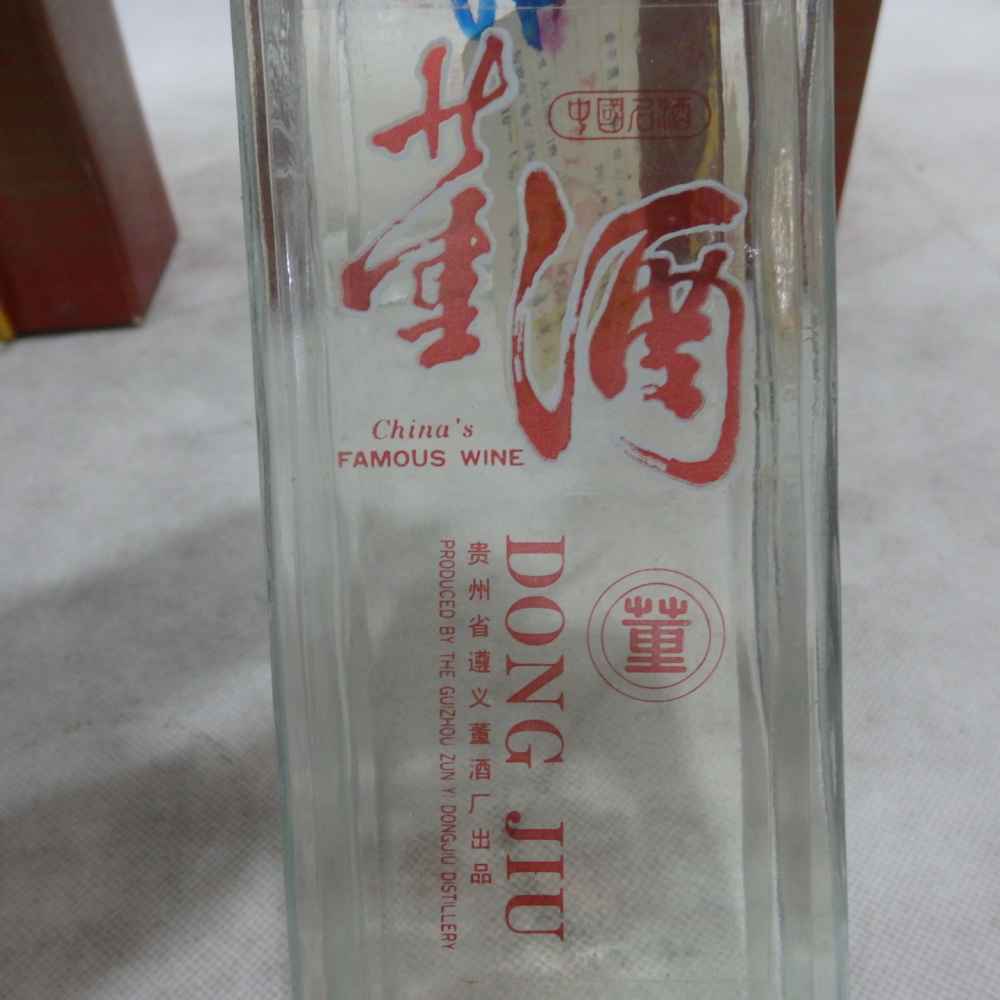 中國名酒
董酒
China's
FAMOUS WINE
董
DONG JIU
贵州省遵义董酒厂出品
PRODUCED BY THE GUIZHOU ZUN YI DONGJIU DISTILLERY